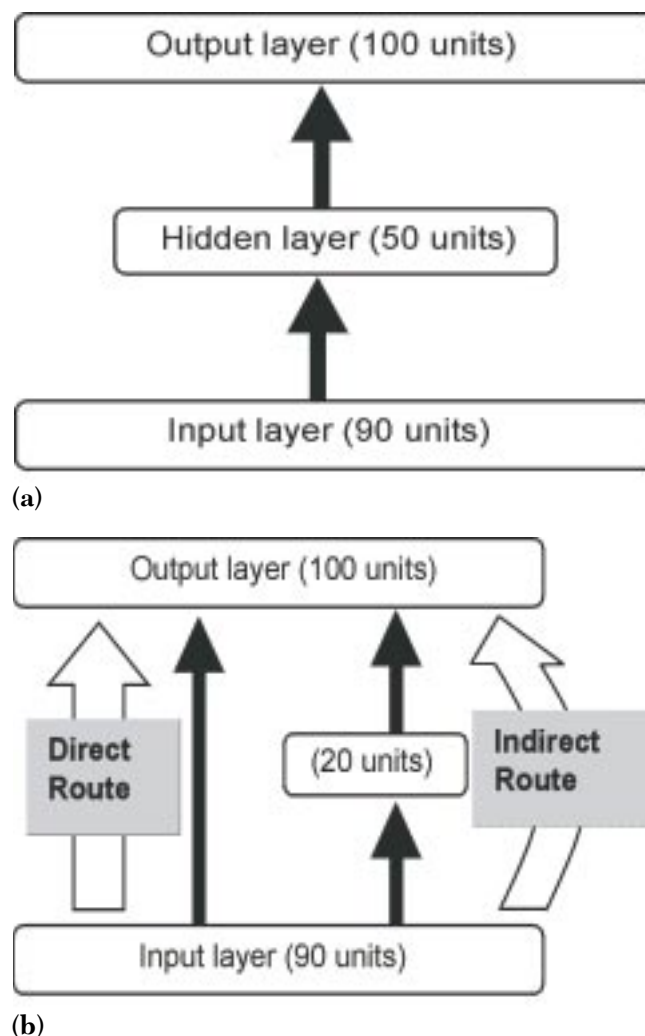 Output layer (100 units)
Hidden layer (50 units)
Input layer (90 units)
(a)
Output layer (100 units)
Direct
Route
(20 units)
Indirect
Route
Input layer (90 units)
(b)